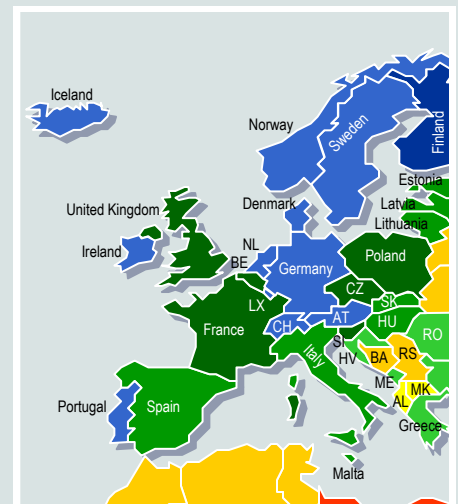 Iceland
Norway
Sweden
Finland
Estonia
Latvia
Lithuania
United Kingdom
Denmark
Ireland
NL
BE
Germany
Poland
CZ
LX
SK
France
CH
AT
HU
SI
HV
Italy
RO
BA
RS
ME
MK
AL
Portugal
Spain
Greece
Malta